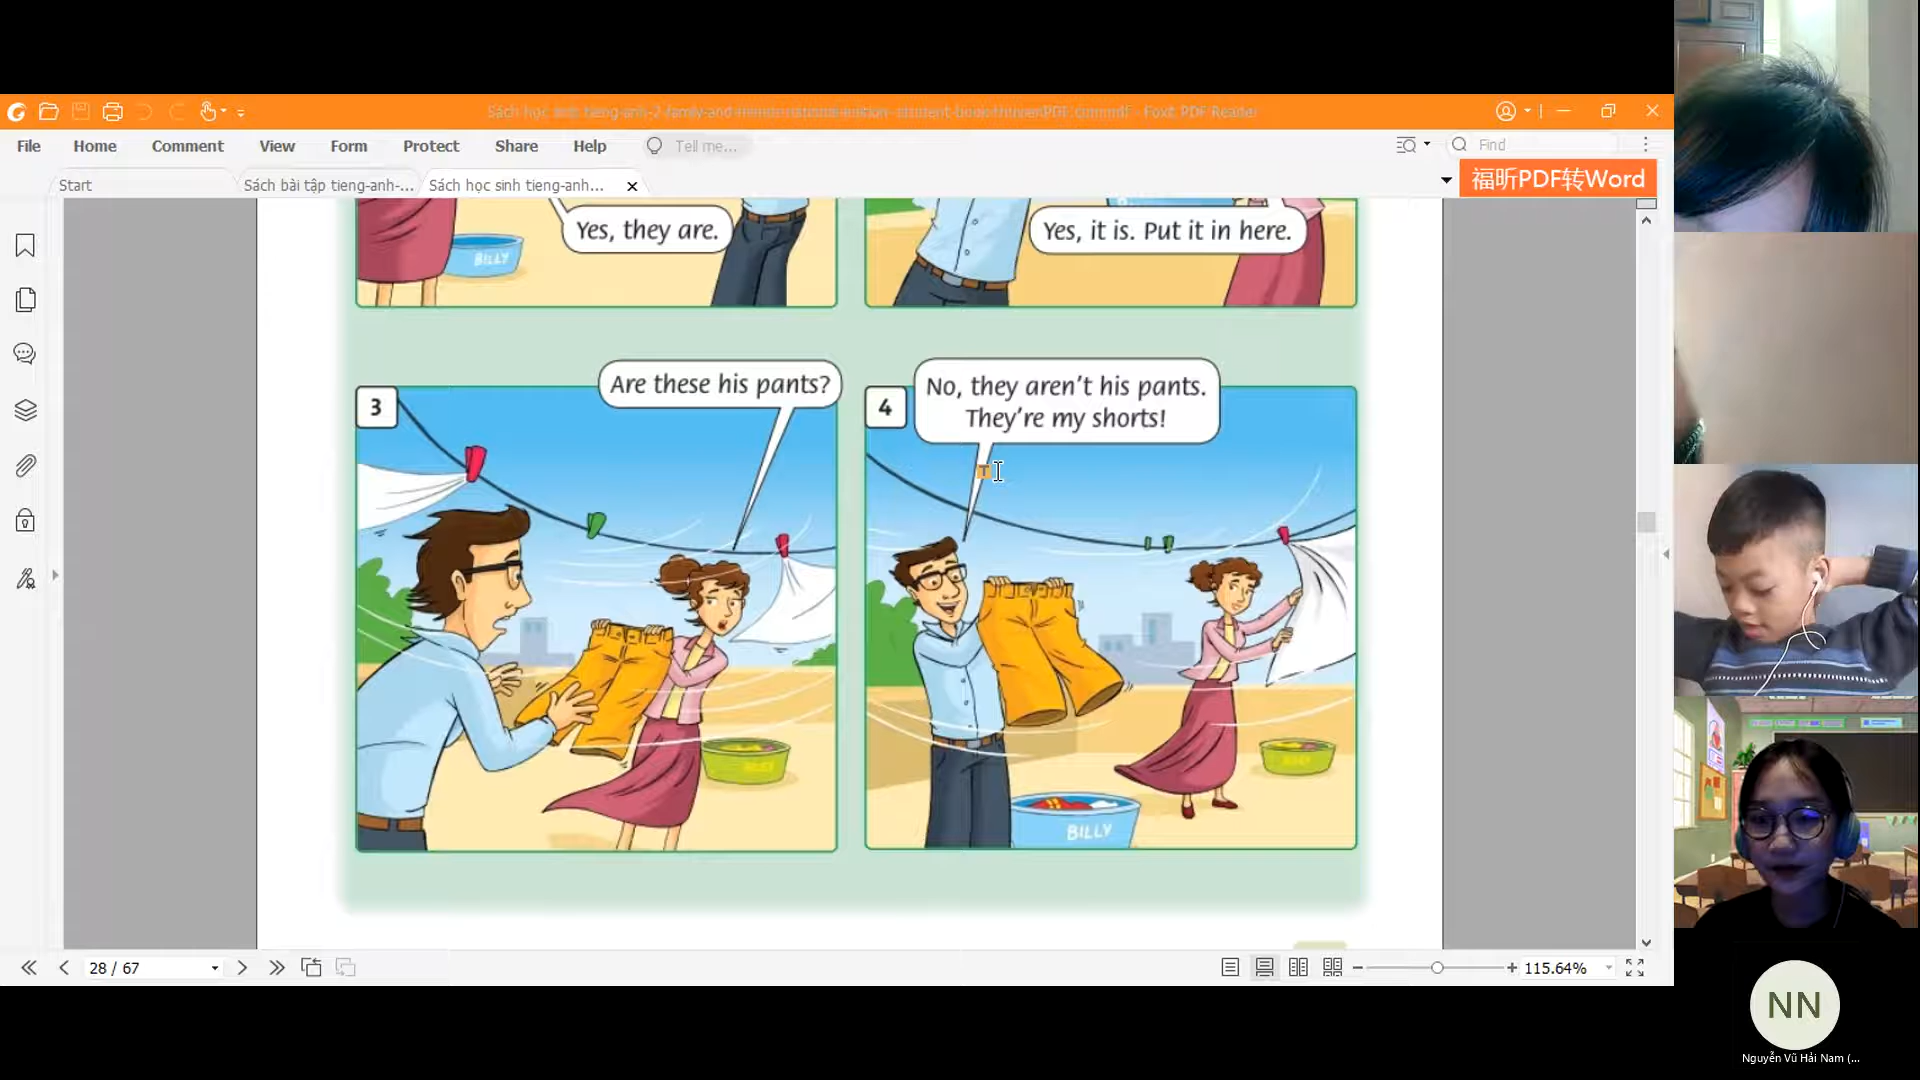 File Home Comment View Form Protect Share Help Tell me... Find
Start Sách bài tập tieng-anh-... Sách học sinh tieng-anh... 福昕PDF转Word
Yes, they are.
BILLY
Yes, it is. Put it in here.
3
Are these his pants?
4
No, they aren't his pants.
They're my shorts!
T
BILLY
28 / 67 115.64%
NN
Nguyễn Vũ Hải Nam (...